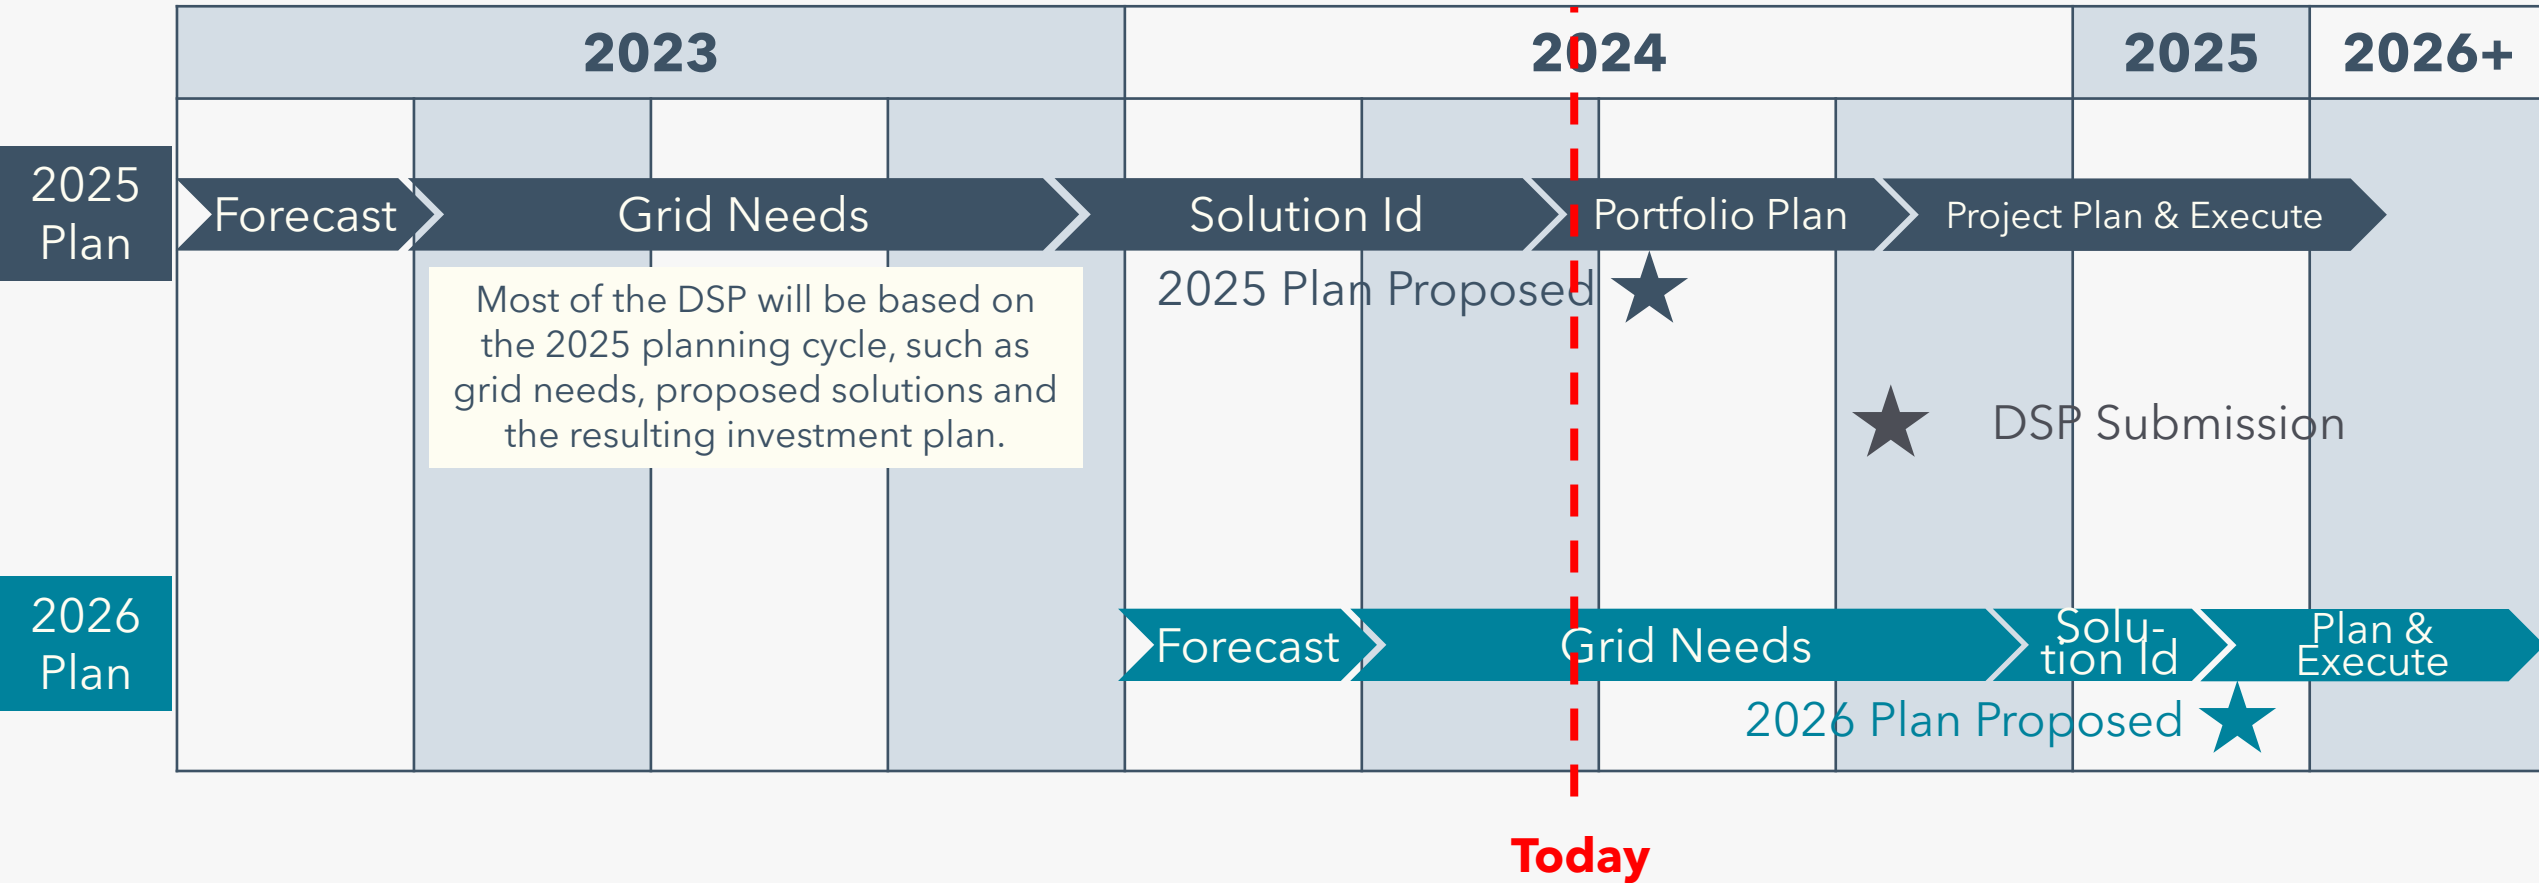 2023
2024
2025
2026+
2025
Plan
Forecast
Grid Needs
Solution Id
Portfolio Plan
Project Plan & Execute
2025 Plan Proposed
Most of the DSP will be based on
the 2025 planning cycle, such as
grid needs, proposed solutions and
the resulting investment plan.
DSP Submission
2026
Plan
Forecast
Grid Needs
Solu-
tion Id
Plan &
Execute
2026 Plan Proposed
Today